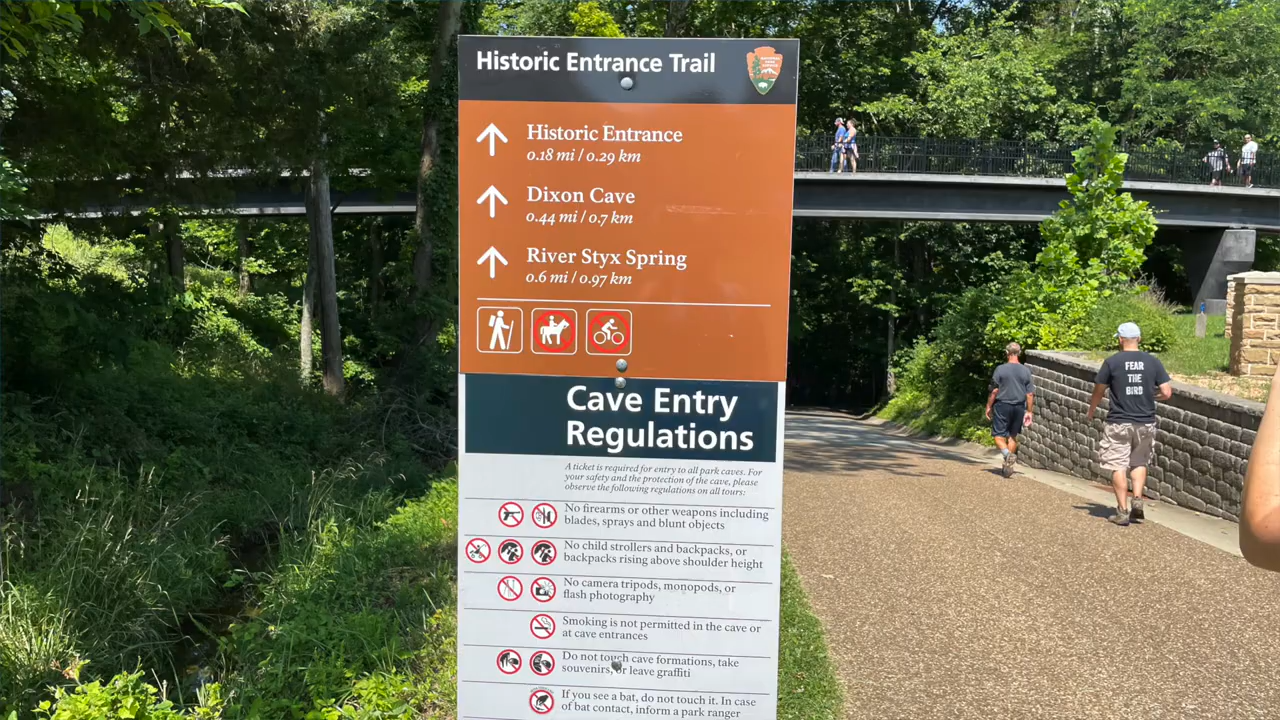 Historic Entrance Trail
Historic Entrance
0.18 mi / 0.29 km
Dixon Cave
0.44 mi / 0.7 km
River Styx Spring
0.6 mi / 0.97 km
Cave Entry
Regulations
A ticket is required for entry to all park caves. For
your safety and the protection of the cave, please
observe the following regulations on all tours:
No firearms or other weapons including
blades, sprays and blunt objects
No child strollers and backpacks, or
backpacks rising above shoulder height
No camera tripods, monopods, or
flash photography
Smoking is not permitted in the cave or
at cave entrances
Do not touch cave formations, take
souvenirs, or leave graffiti
If you see a bat, do not touch it. In case
of bat contact, inform a park ranger
FEAR
THE
BIRD